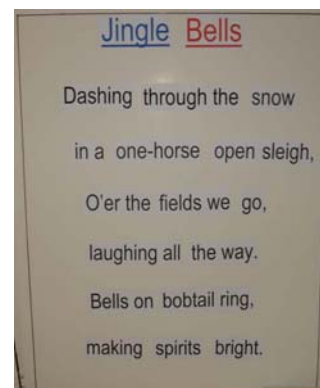 Jingle Bells
Dashing through the snow
in a one-horse open sleigh,
O'er the fields we go,
laughing all the way.
Bells on bobtail ring,
making spirits bright.